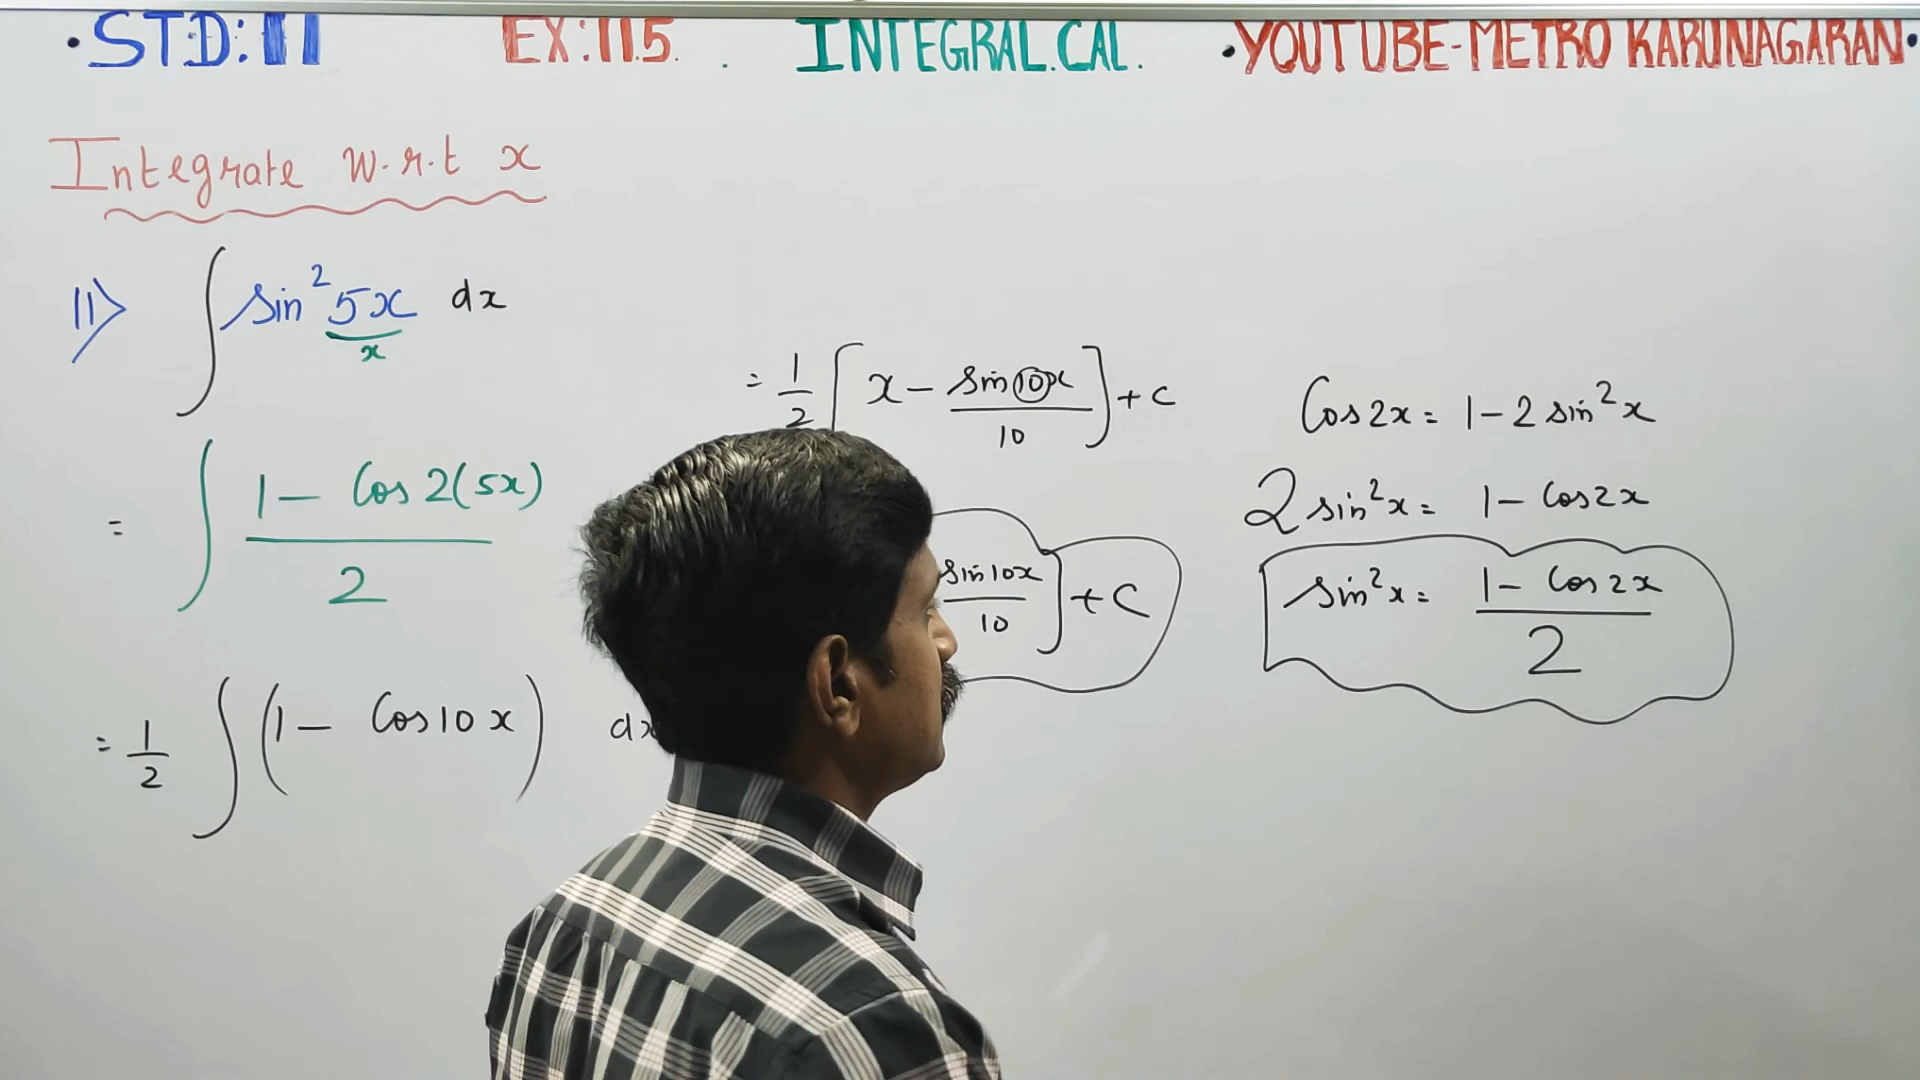 • STD: 11 EX: 11.5. . INTEGRAL.CAL. • YOUTUBE-METRO KARUNAGARAN •
Integrate w.r.t x
11> ∫ sin² 5x dx
x
= ∫ (1 - Cos 2(5x)) / 2
= 1/2 ∫ (1 - Cos 10 x) dx
= 1/2 [ x - sin 10x / 10 ] + c
sin 10x / 10 ] + C
Cos 2x = 1 - 2 sin² x
2 sin² x = 1 - Cos 2x
sin² x = (1 - Cos 2x) / 2